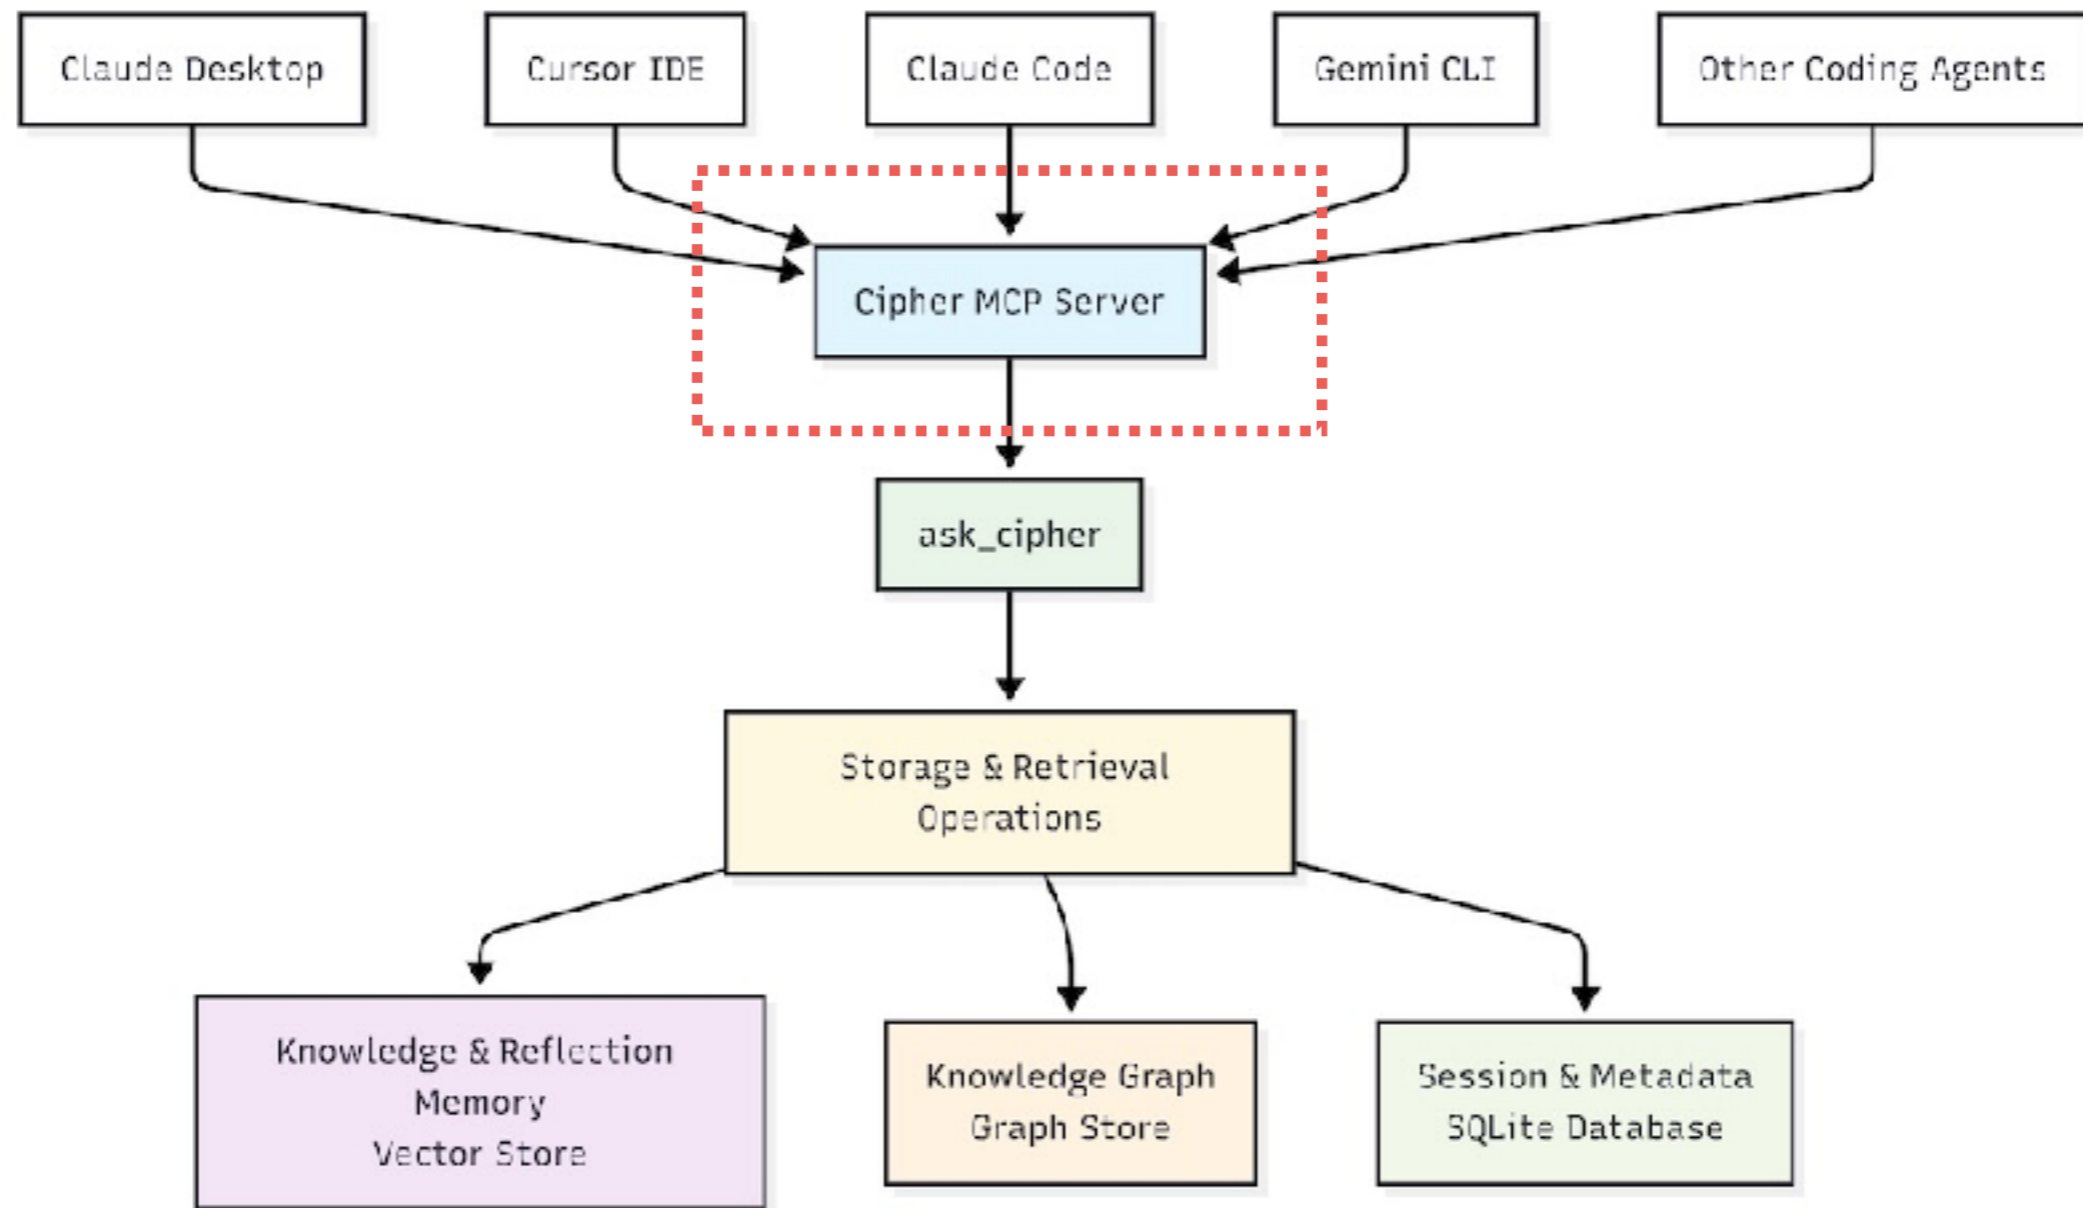 Claude Desktop
Cursor IDE
Claude Code
Gemini CLI
Other Coding Agents
Cipher MCP Server
ask_cipher
Storage & Retrieval
Operations
Knowledge & Reflection
Memory
Vector Store
Knowledge Graph
Graph Store
Session & Metadata
SQLite Database